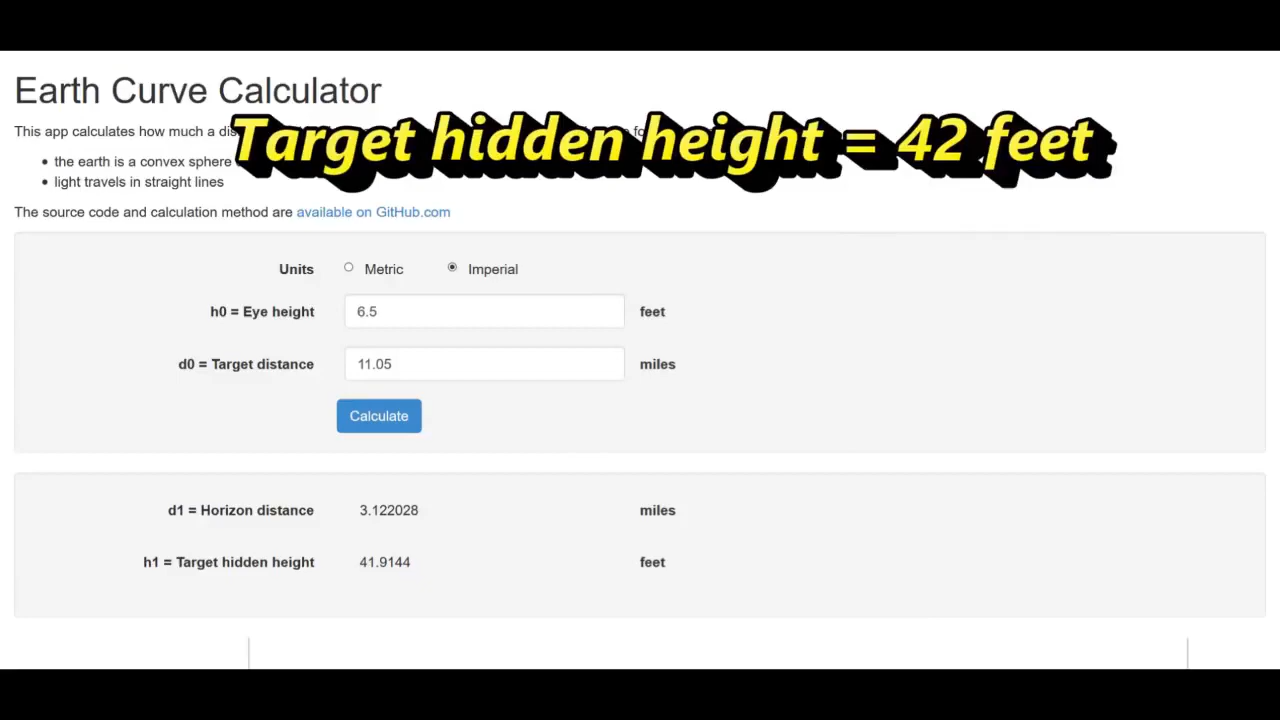 Earth Curve Calculator
Target hidden height = 42 feet
This app calculates how much a
• the earth is a convex sphere
• light travels in straight lines
The source code and calculation method are available on GitHub.com
Units Metric Imperial
h0 = Eye height 6.5 feet
d0 = Target distance 11.05 miles
Calculate
d1 = Horizon distance 3.122028 miles
h1 = Target hidden height 41.9144 feet